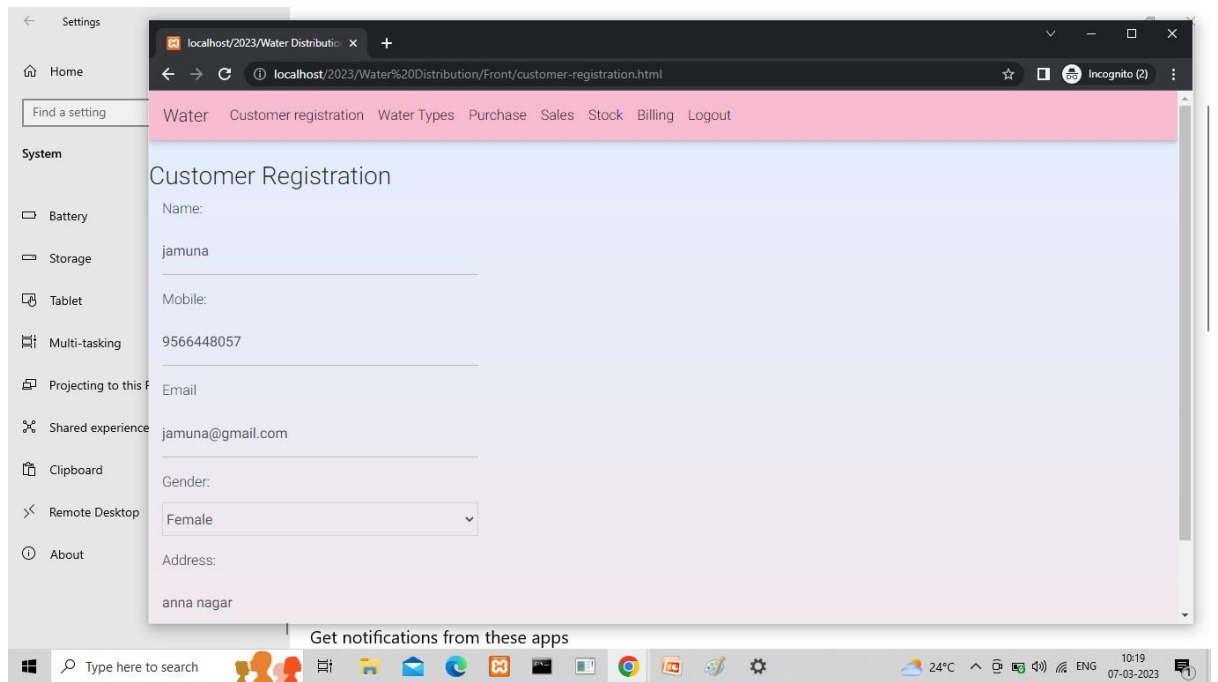 Settings
Home
Find a setting
System
Battery
Storage
Tablet
Multi-tasking
Projecting to this
Shared experience
Clipboard
Remote Desktop
About
localhost/2023/Water Distributio
localhost/2023/Water%20Distribution/Front/customer-registration.html
Incognito (2)
Water Customer registration Water Types Purchase Sales Stock Billing Logout
Customer Registration
Name:
jamuna
Mobile:
9566448057
Email
jamuna@gmail.com
Gender:
Female
Address:
anna nagar
Get notifications from these apps
Type here to search
24°C ENG 10:19
07-03-2023
1